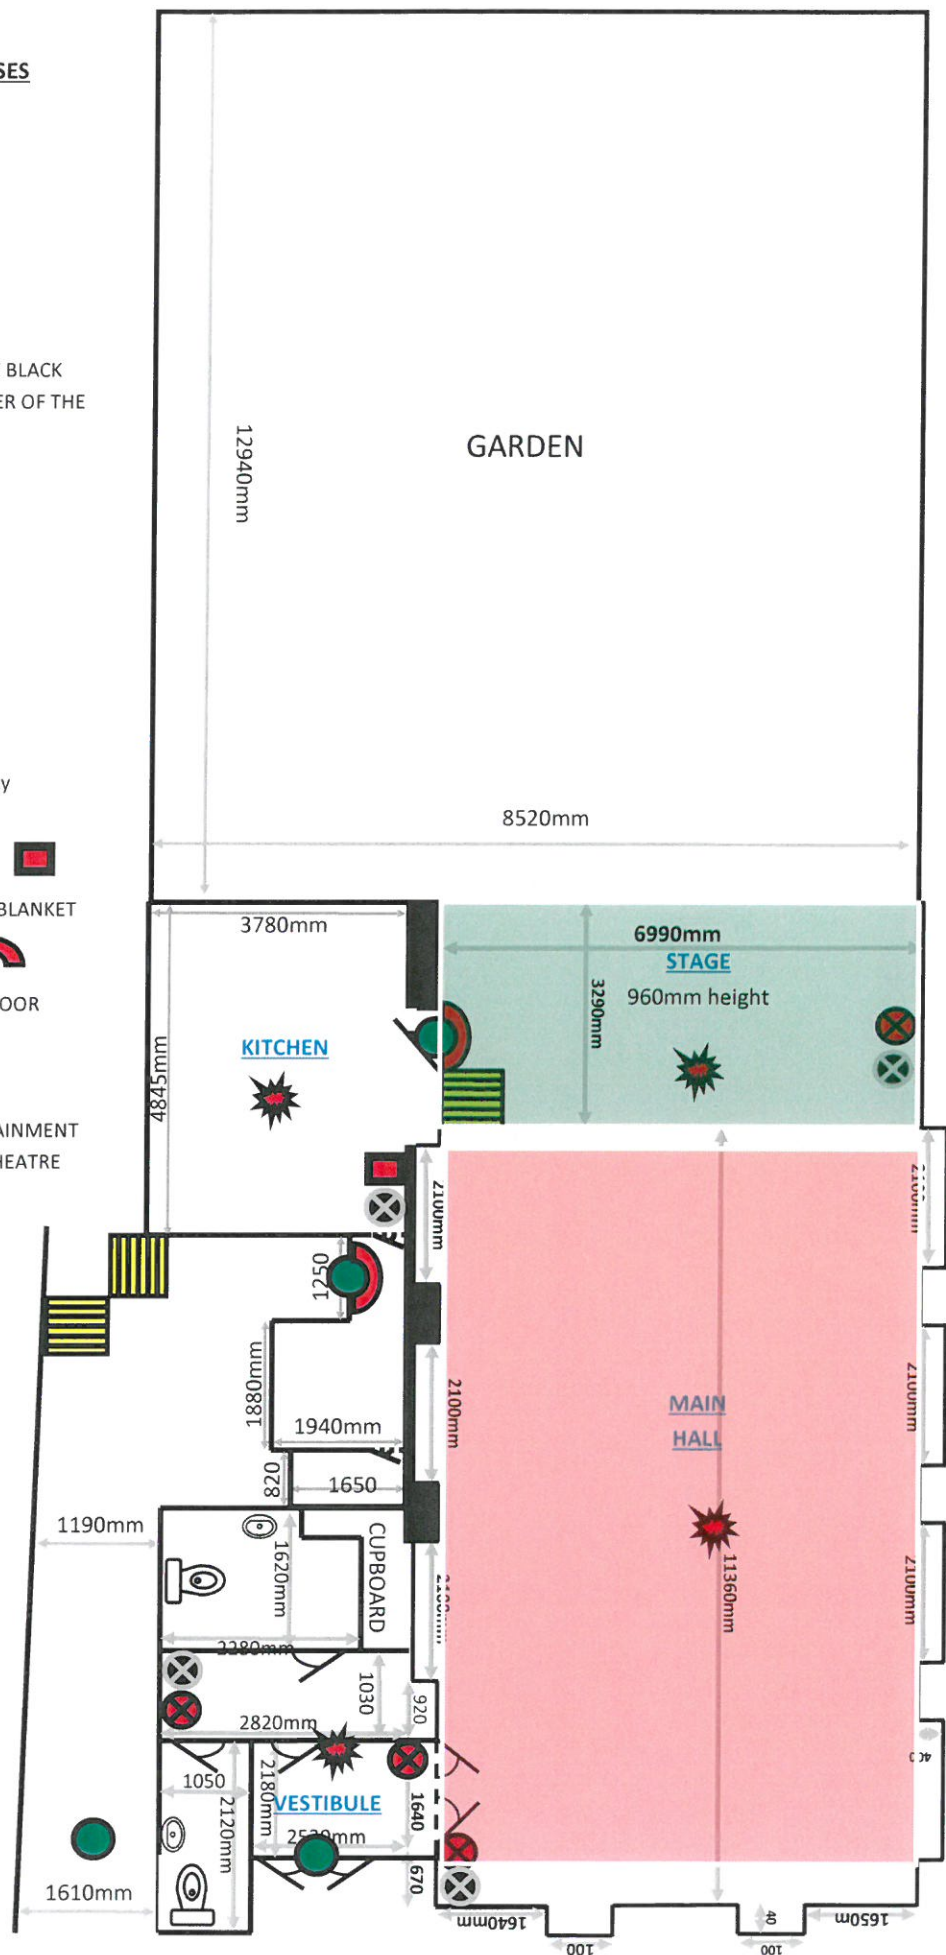 SES
BLACK
ER OF THE
12940mm
GARDEN
y
8520mm
BLANKET
3780mm
6990mm
STAGE
960mm height
3290mm
OOR
KITCHEN
4845mm
AINMENT
HEATRE
2100mm
1250
1880mm
2100mm
2100mm
MAIN
HALL
1940mm
820
1650
1190mm
CUPBOARD
1620mm
11360mm
2100mm
2280mm
1030
920
2820mm
1050
2180mm
2120mm
VESTIBULE
1640
670
1610mm
1640mm
100
40
100
1650m